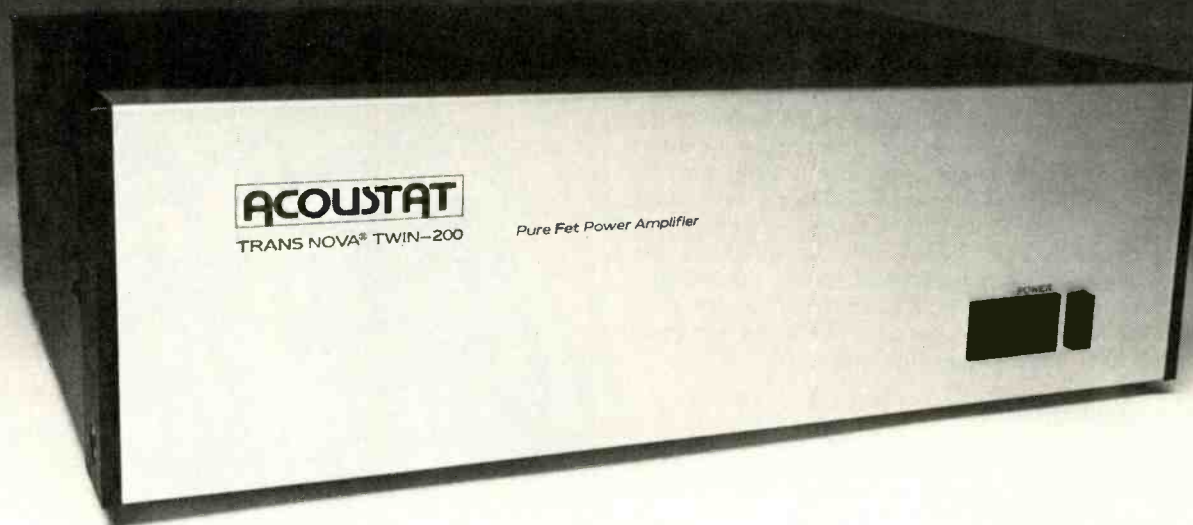 ACOUSTAT
TRANS NOVA® TWIN–200
Pure Fet Power Amplifier
POWER